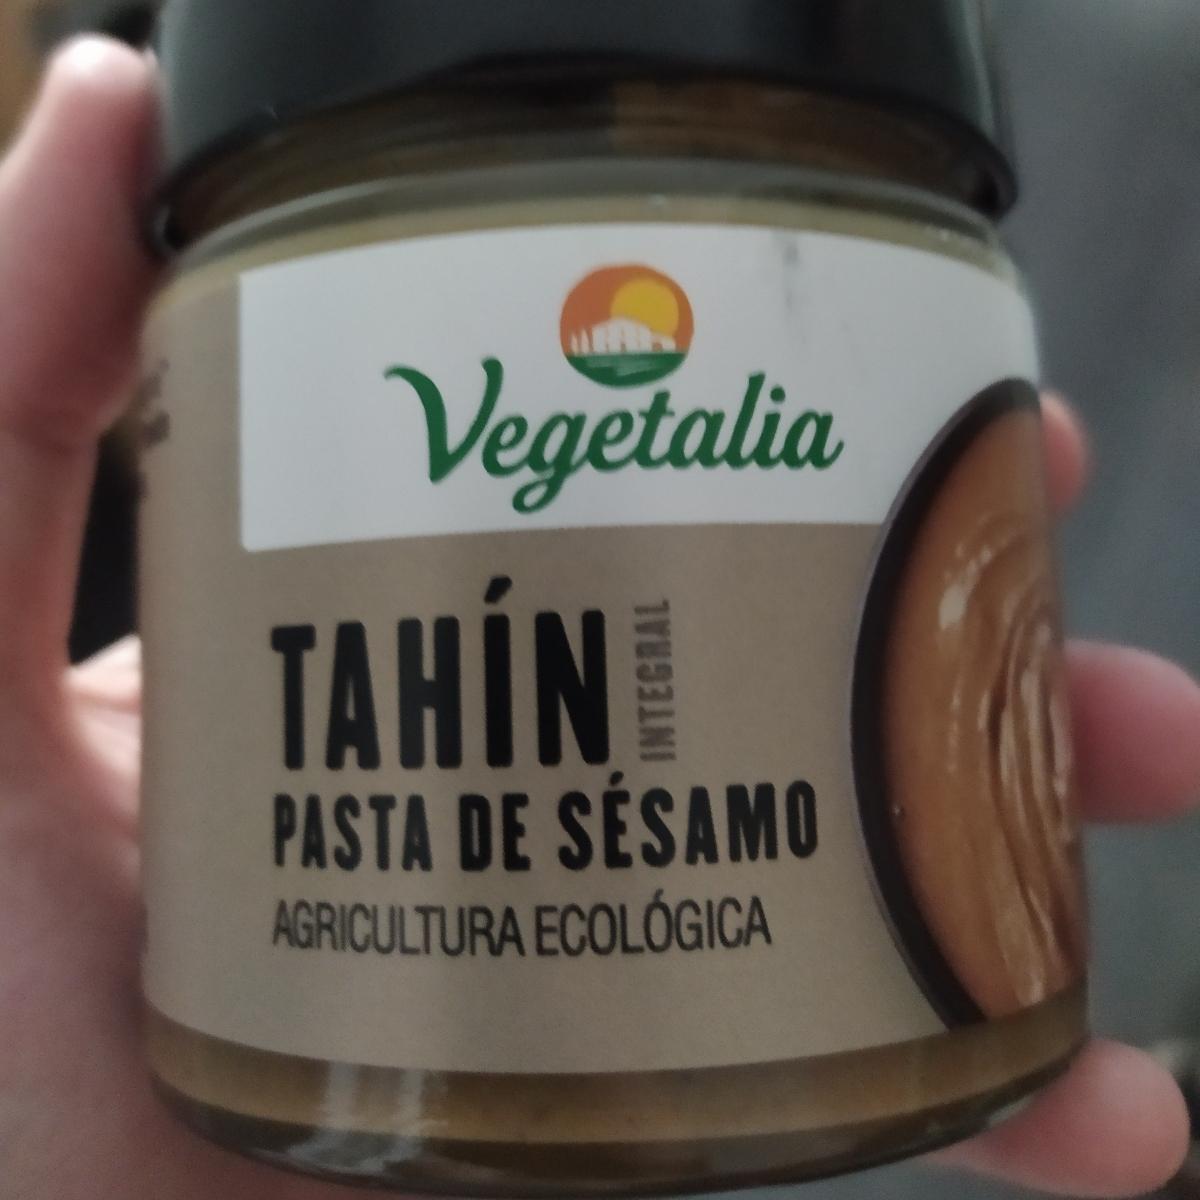 Vegetalia
TAHÍN INTEGRAL
PASTA DE SÉSAMO
AGRICULTURA ECOLÓGICA